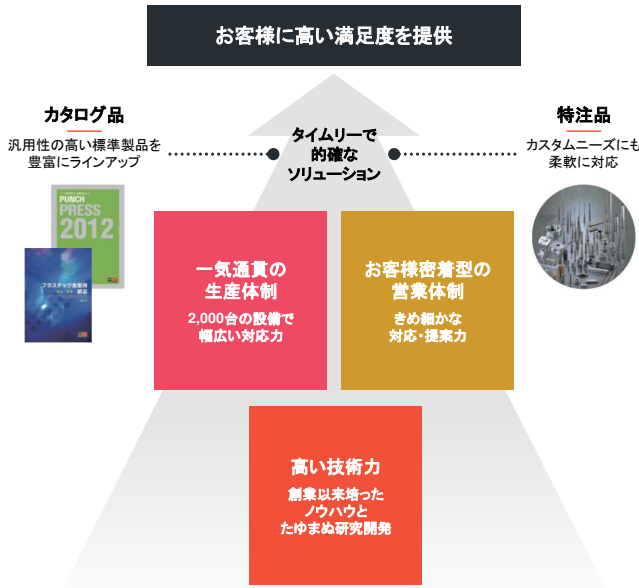 お客様に高い満足度を提供
カタログ品
汎用性の高い標準製品を
豊富にラインアップ
タイムリーで
的確な
ソリューション
特注品
カスタムニーズにも
柔軟に対応
PUNCH
PRESS
2012
プラスチック金型用
部品
一気通貫の
生産体制
2,000台の設備で
幅広い対応力
お客様密着型の
営業体制
きめ細かな
対応・提案力
高い技術力
創業以来培った
ノウハウと
たゆまぬ研究開発